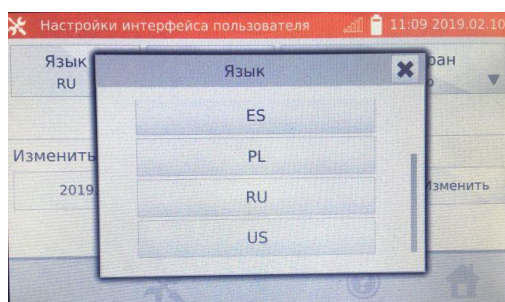 Настройки интерфейса пользователя 11:09 2019.02.10
Язык
RU
Язык
ES
PL
RU
US
Изменить
2019
Изменить